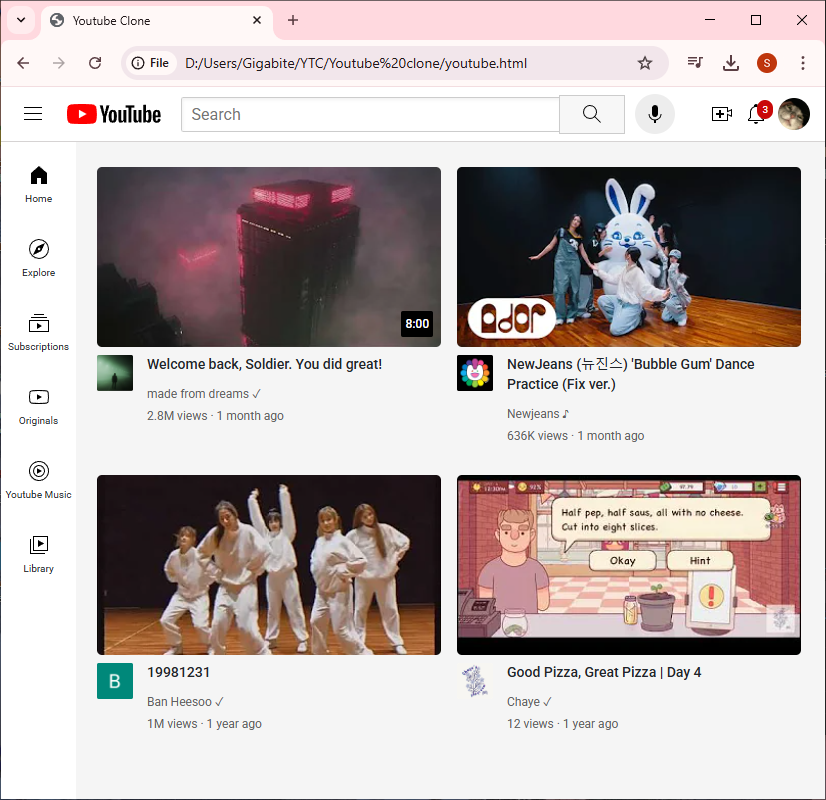 Youtube Clone
File
D:/Users/Gigabite/YTC/Youtube%20clone/youtube.html
S
YouTube
Search
3
Home
Explore
Subscriptions
Originals
Youtube Music
Library
8:00
Welcome back, Soldier. You did great!
made from dreams ✓
2.8M views · 1 month ago
ador
NewJeans (뉴진스) 'Bubble Gum' Dance
Practice (Fix ver.)
Newjeans ♪
636K views · 1 month ago
B
19981231
Ban Heesoo ✓
1M views · 1 year ago
Half pep, half saus, all with no cheese.
Cut into eight slices.
Okay
Hint
Good Pizza, Great Pizza | Day 4
Chaye ✓
12 views · 1 year ago